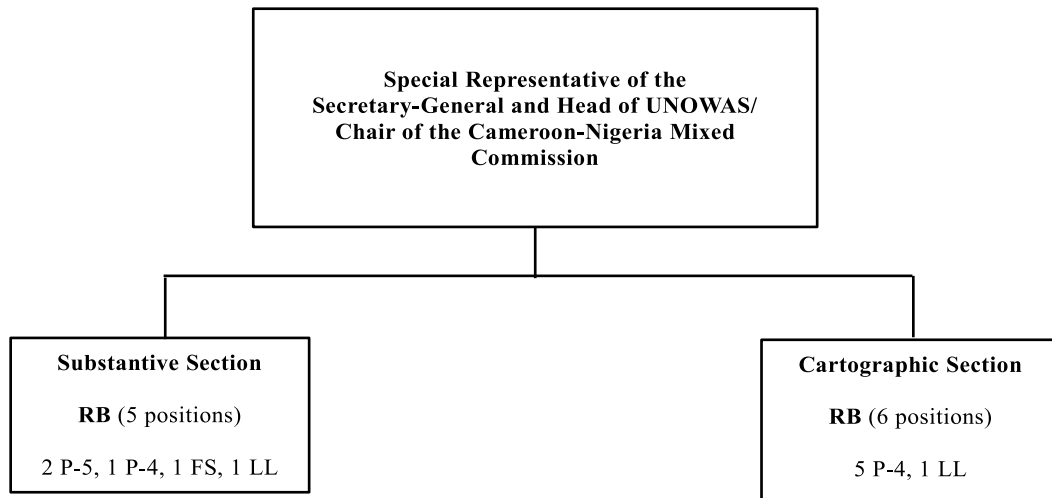 Special Representative of the
Secretary-General and Head of UNOWAS/
Chair of the Cameroon-Nigeria Mixed
Commission
Substantive Section
RB (5 positions)
2 P-5, 1 P-4, 1 FS, 1 LL
Cartographic Section
RB (6 positions)
5 P-4, 1 LL